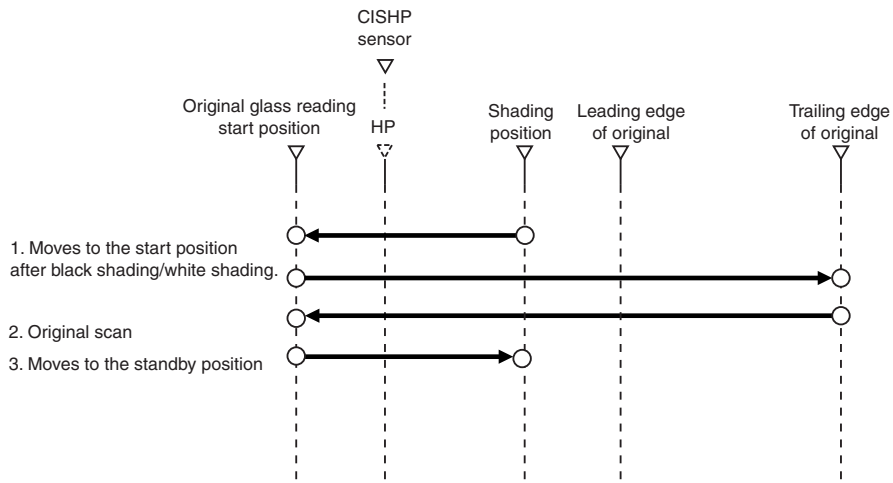 CISHP
sensor
Original glass reading
start position
HP
Shading
position
Leading edge
of original
Trailing edge
of original
1. Moves to the start position
after black shading/white shading.
2. Original scan
3. Moves to the standby position